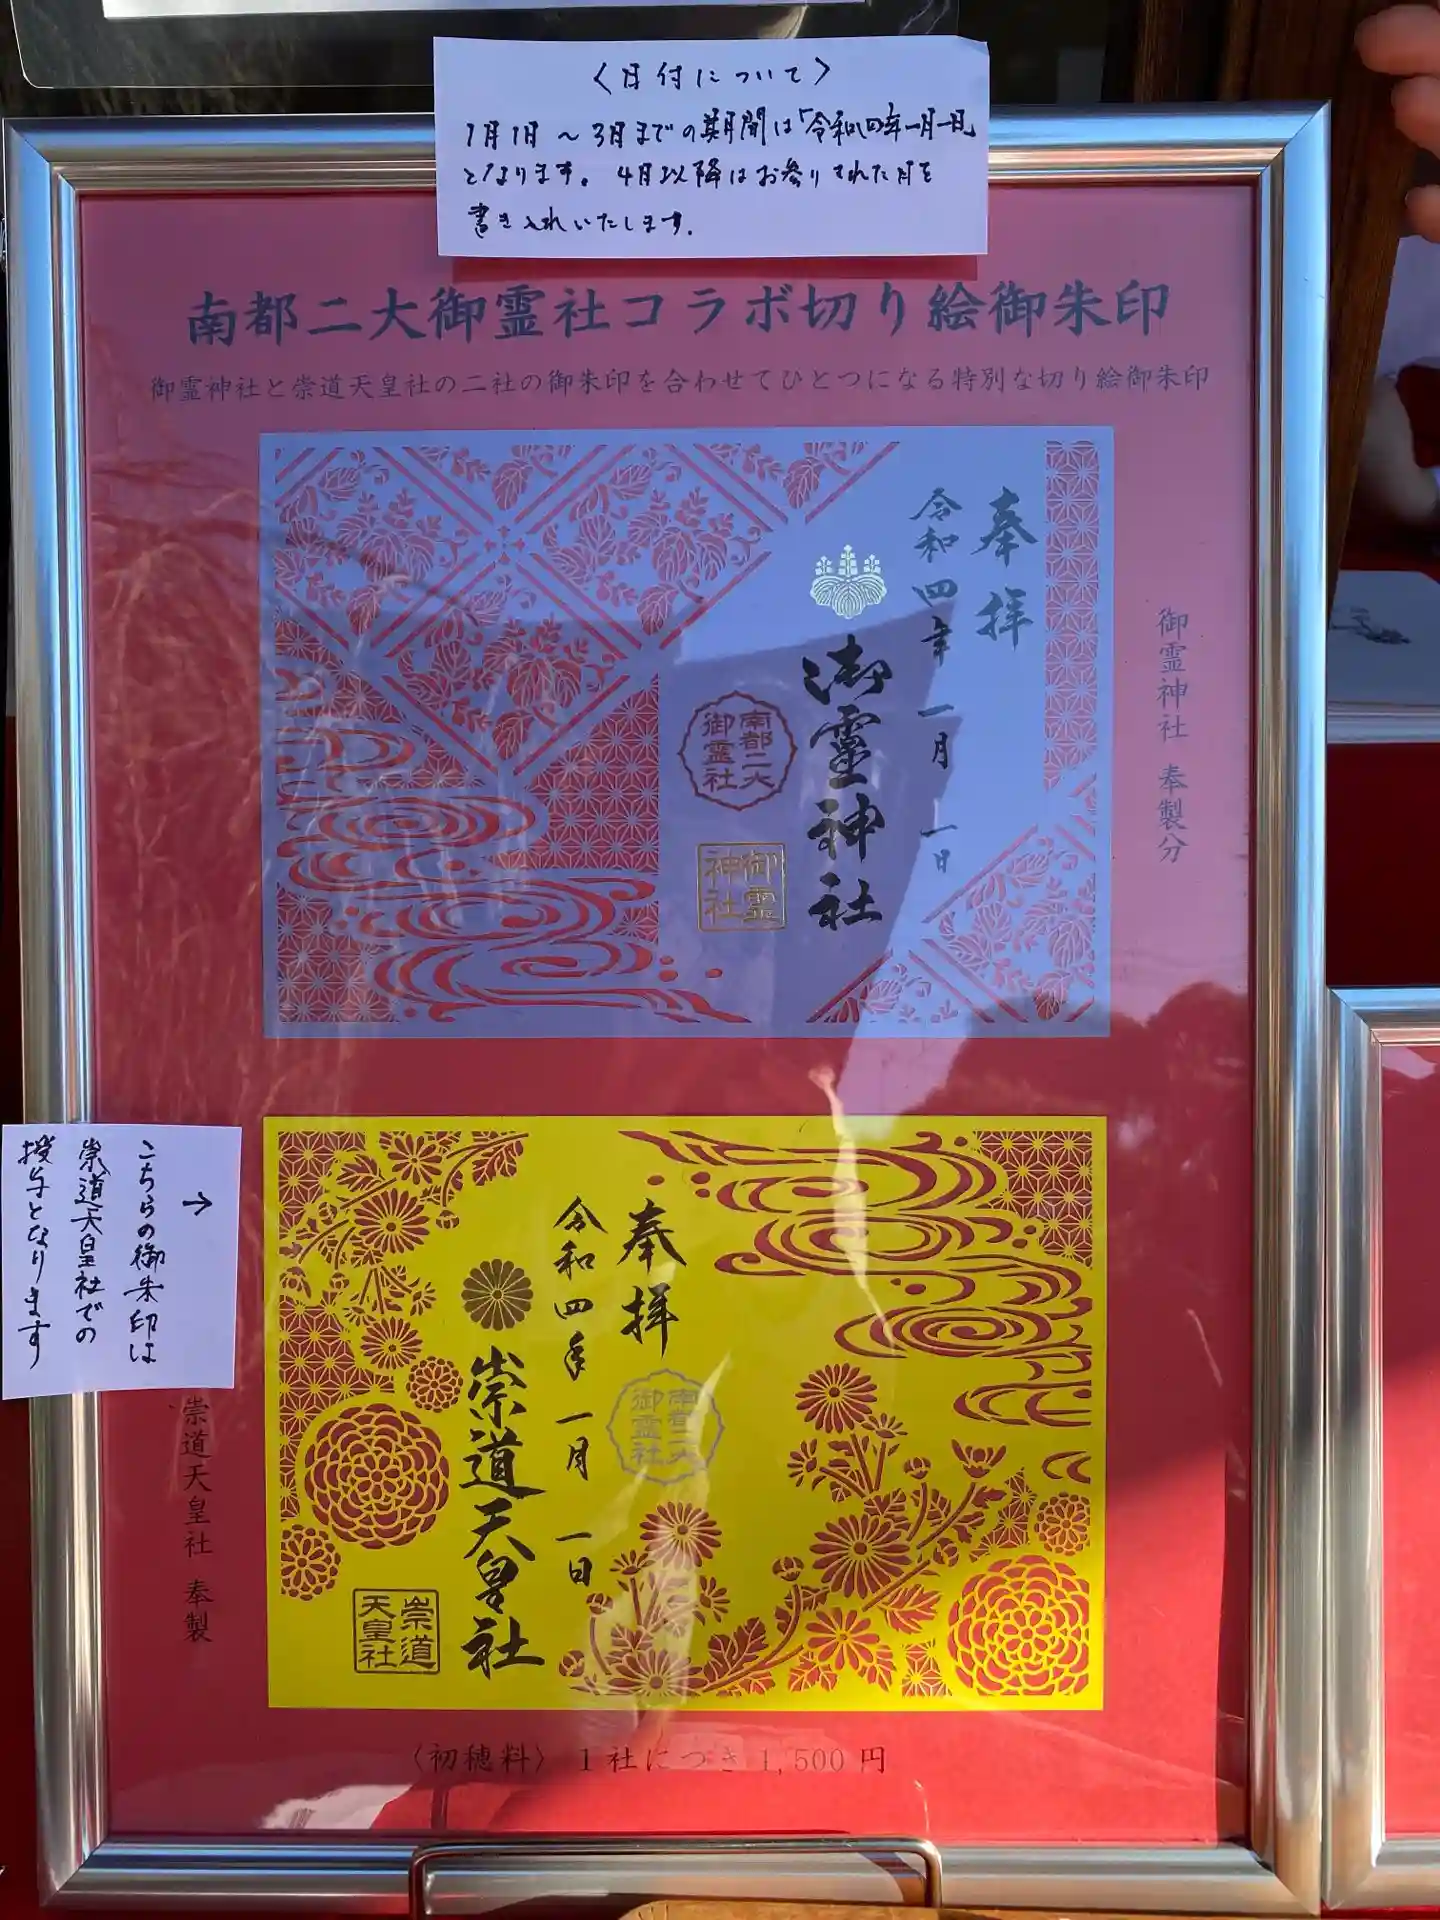 〈日付について〉
1月1日～3月までの期間は「令和四年一月一日」
となります。4月以降はお参りされた月を
書き入れいたします。
南都二大御霊社コラボ切り絵御朱印
御霊神社と崇道天皇社の二社の御朱印を合わせてひとつになる特別な切り絵御朱印
御霊神社 奉製分
奉拝
令和四年一月一日
御靈神社
南都二大
御霊社
御霊
神社
→
こちらの御朱印は
崇道天皇社での
授与となります
奉拝
令和四年一月一日
崇道天皇社
南都二大
御霊社
崇道
天皇社
崇道天皇社 奉製
〈初穂料〉1社につき1,500円